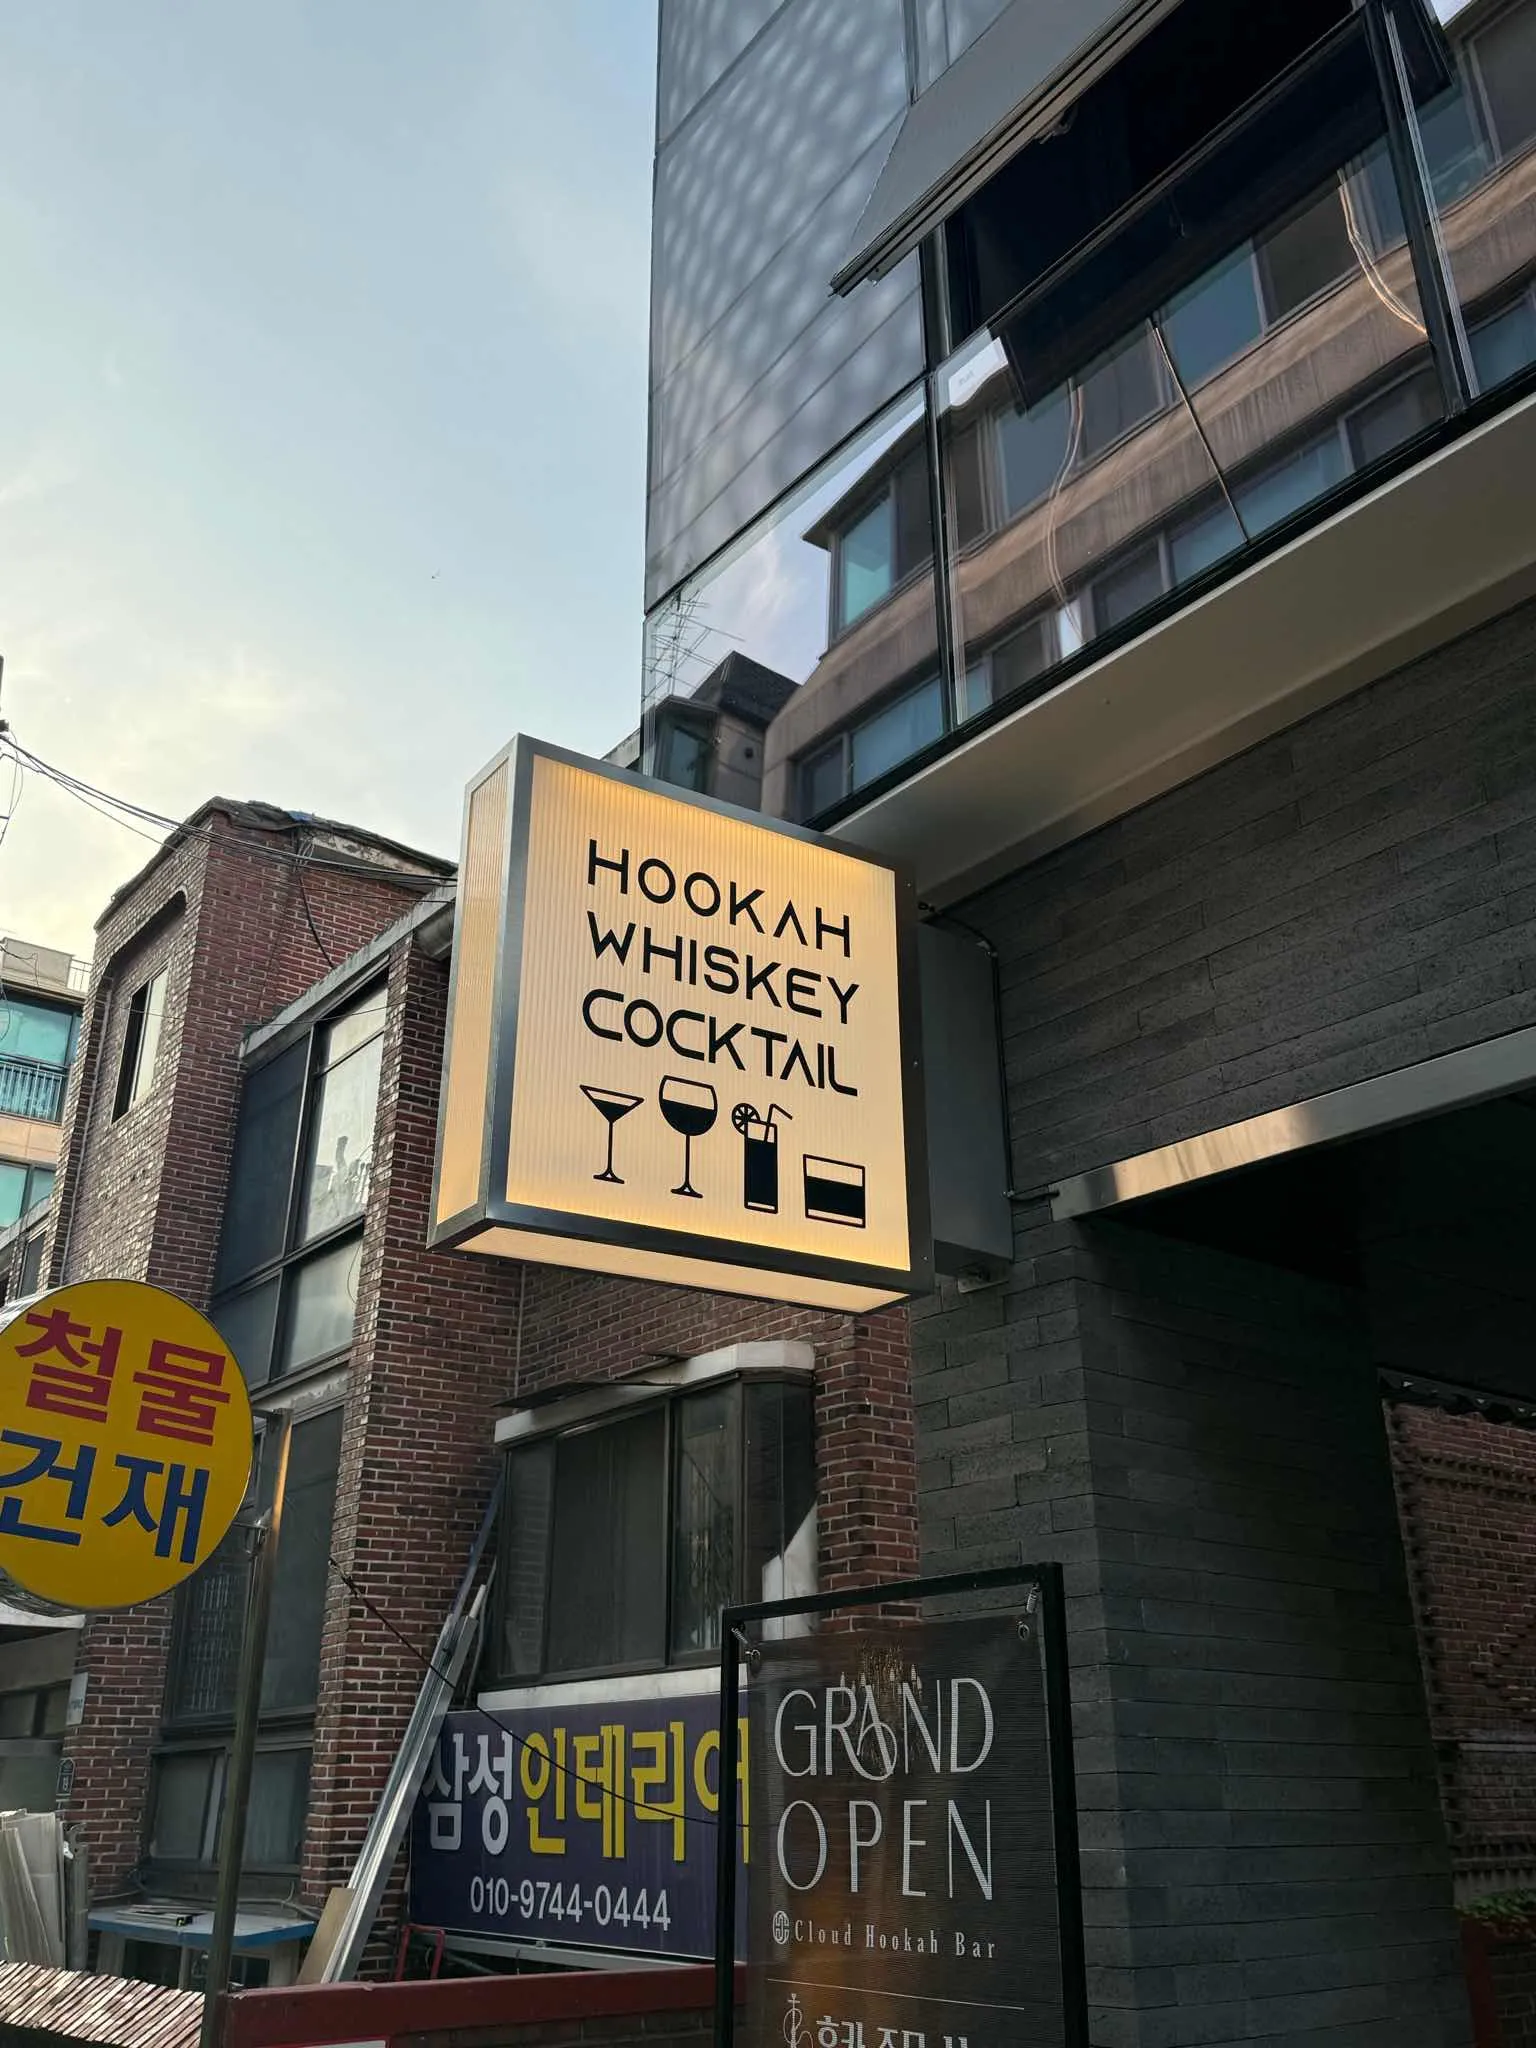 HOOKAH
WHISKEY
COCKTAIL
철물
건재
삼성인테리어
010-9744-0444
GRAND
OPEN
Cloud Hookah Bar